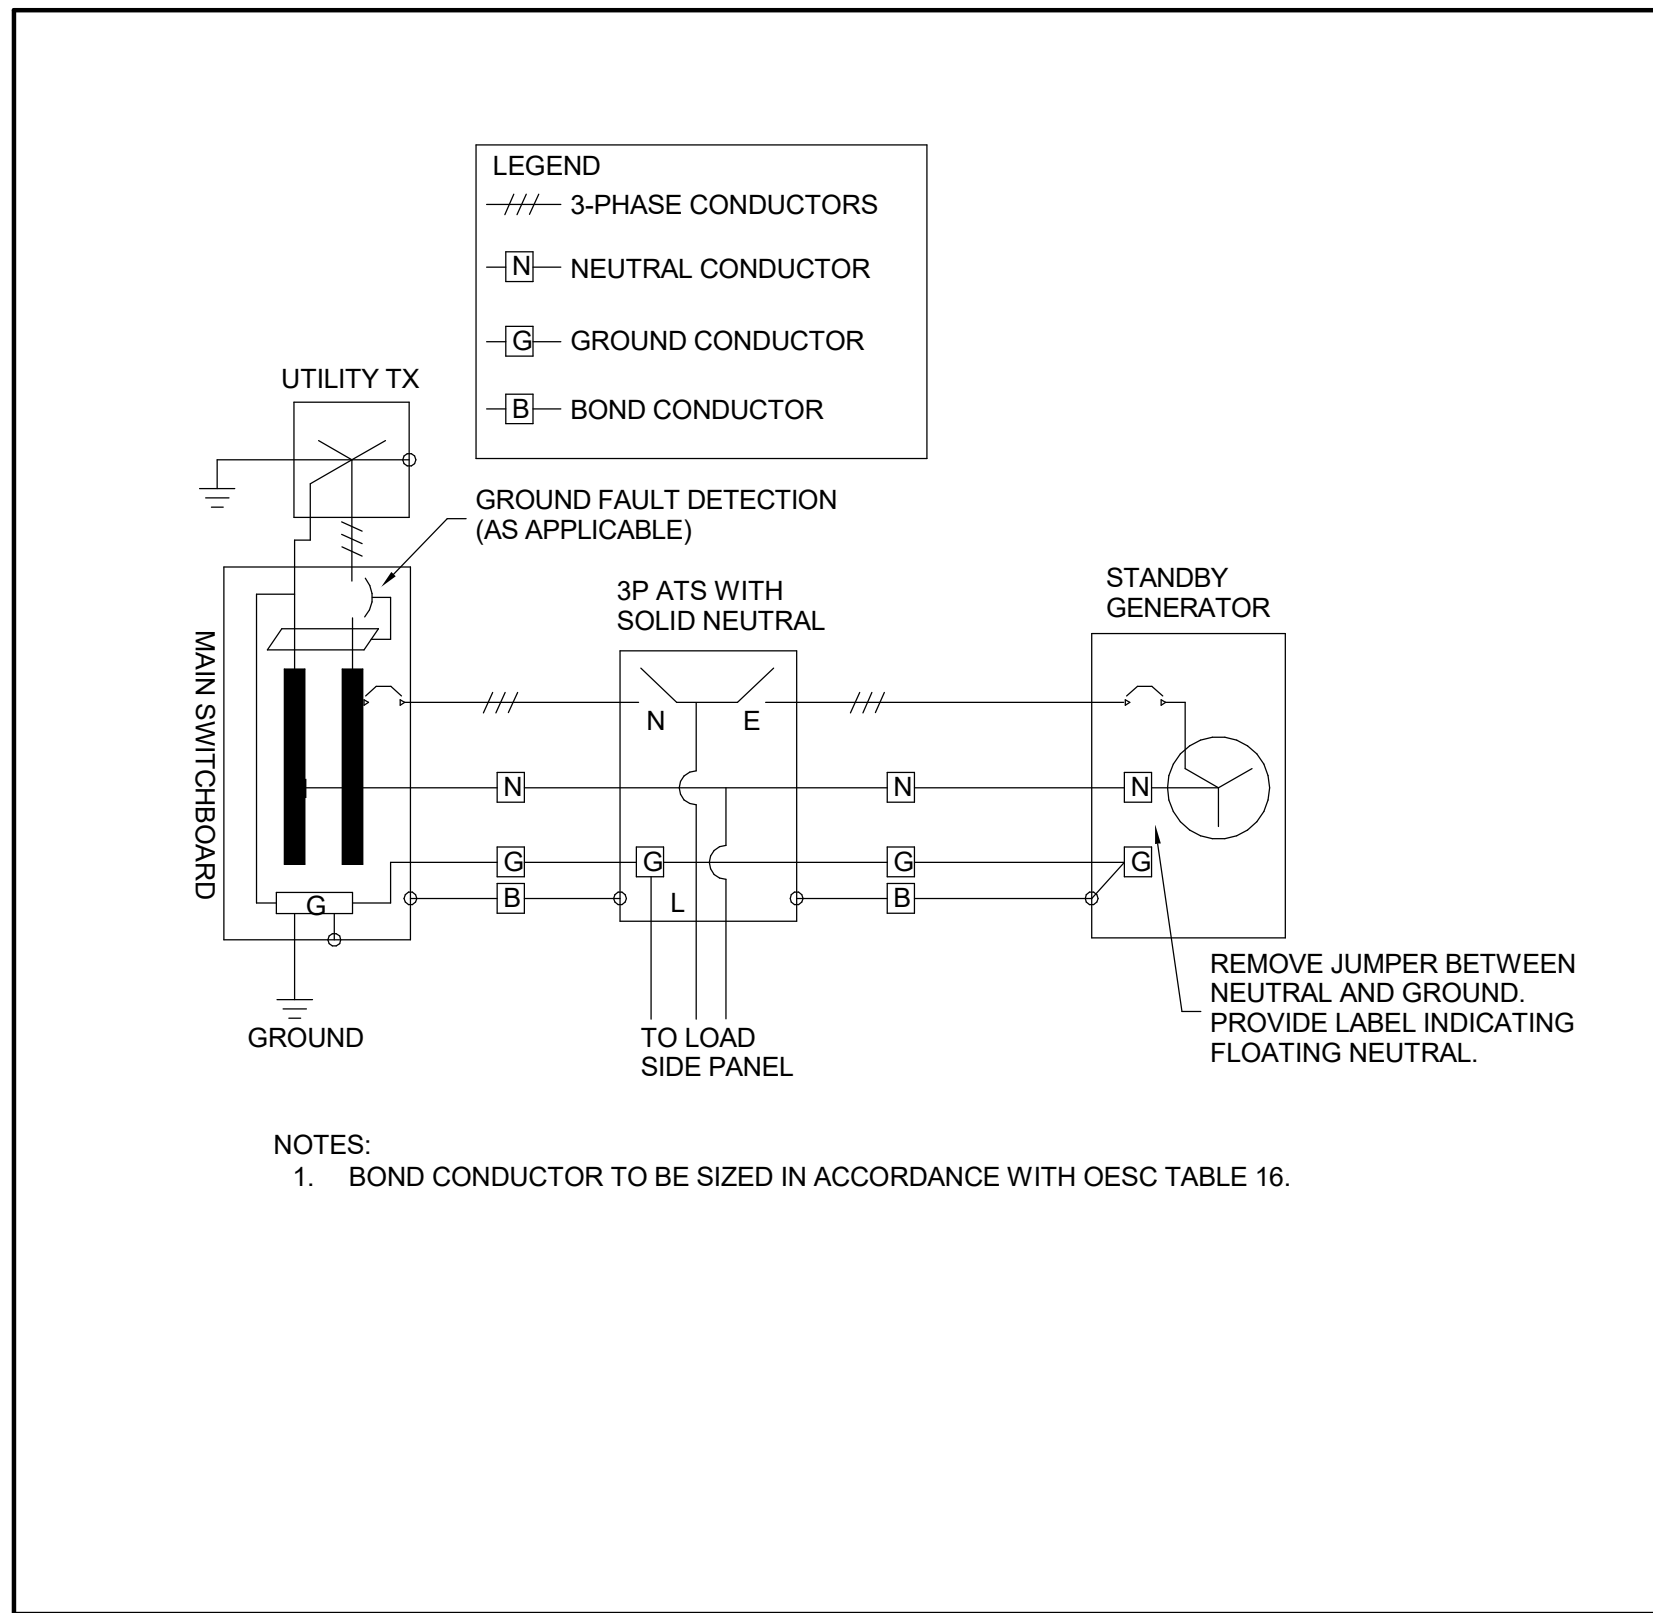 LEGEND
3-PHASE CONDUCTORS
N NEUTRAL CONDUCTOR
G GROUND CONDUCTOR
B BOND CONDUCTOR
UTILITY TX
GROUND FAULT DETECTION
(AS APPLICABLE)
MAIN SWITCHBOARD
3P ATS WITH
SOLID NEUTRAL
STANDBY
GENERATOR
N E
N N N
G G G G
B L B
G
GROUND
TO LOAD
SIDE PANEL
REMOVE JUMPER BETWEEN
NEUTRAL AND GROUND.
PROVIDE LABEL INDICATING
FLOATING NEUTRAL.
NOTES:
1. BOND CONDUCTOR TO BE SIZED IN ACCORDANCE WITH OESC TABLE 16.